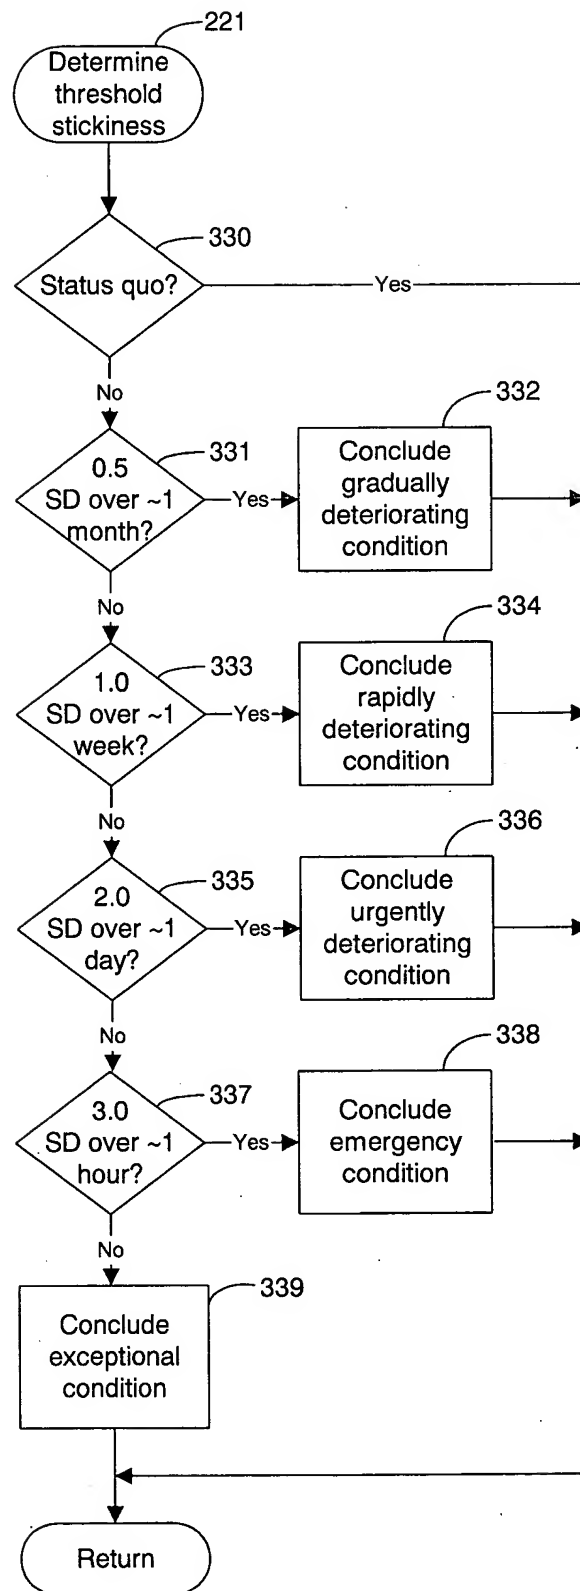 221
Determine
threshold
stickiness
330
Status quo?
Yes
No
332
331
0.5
SD over ~1
month?
Yes
Conclude
gradually
deteriorating
condition
No
334
333
1.0
SD over ~1
week?
Yes
Conclude
rapidly
deteriorating
condition
No
336
335
2.0
SD over ~1
day?
Yes
Conclude
urgently
deteriorating
condition
No
338
337
3.0
SD over ~1
hour?
Yes
Conclude
emergency
condition
No
339
Conclude
exceptional
condition
Return